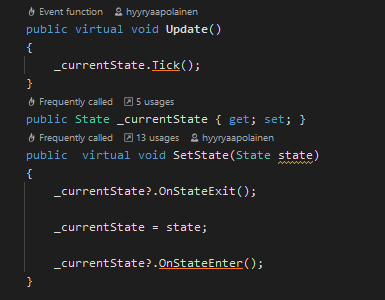 Event function hyyryaapolainen
public virtual void Update()
{
_currentState.Tick();
}
Frequently called 5 usages
public State _currentState { get; set; }
Frequently called 13 usages hyyryaapolainen
public  virtual void SetState(State state)
{
_currentState?.OnStateExit();
_currentState = state;
_currentState?.OnStateEnter();
}